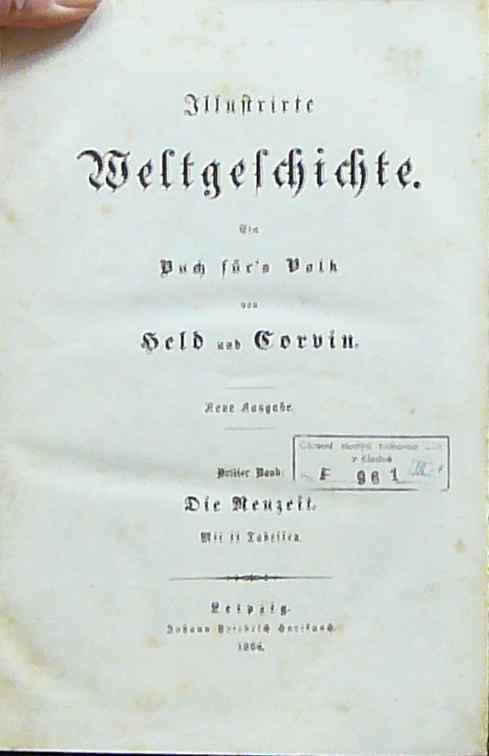 Illustrirte
Weltgeschichte.
Ein
Buch für's Volk
von
Held und Corvin.
Neue Ausgabe.
Dritter Band:
Die Neuzeit.
Mit 11 Tabellen.
Leipzig.
Johann Friedrich Hartknoch.
E 961